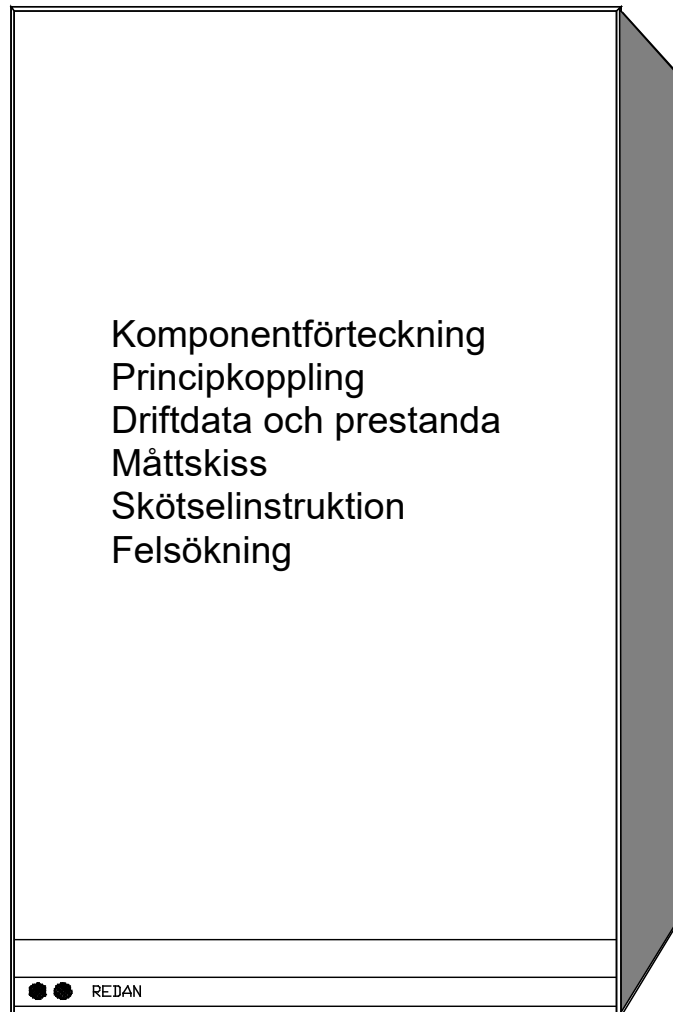 Komponentförteckning
Principkoppling
Driftdata och prestanda
Måttskiss
Skötselinstruktion
Felsökning
REDAN